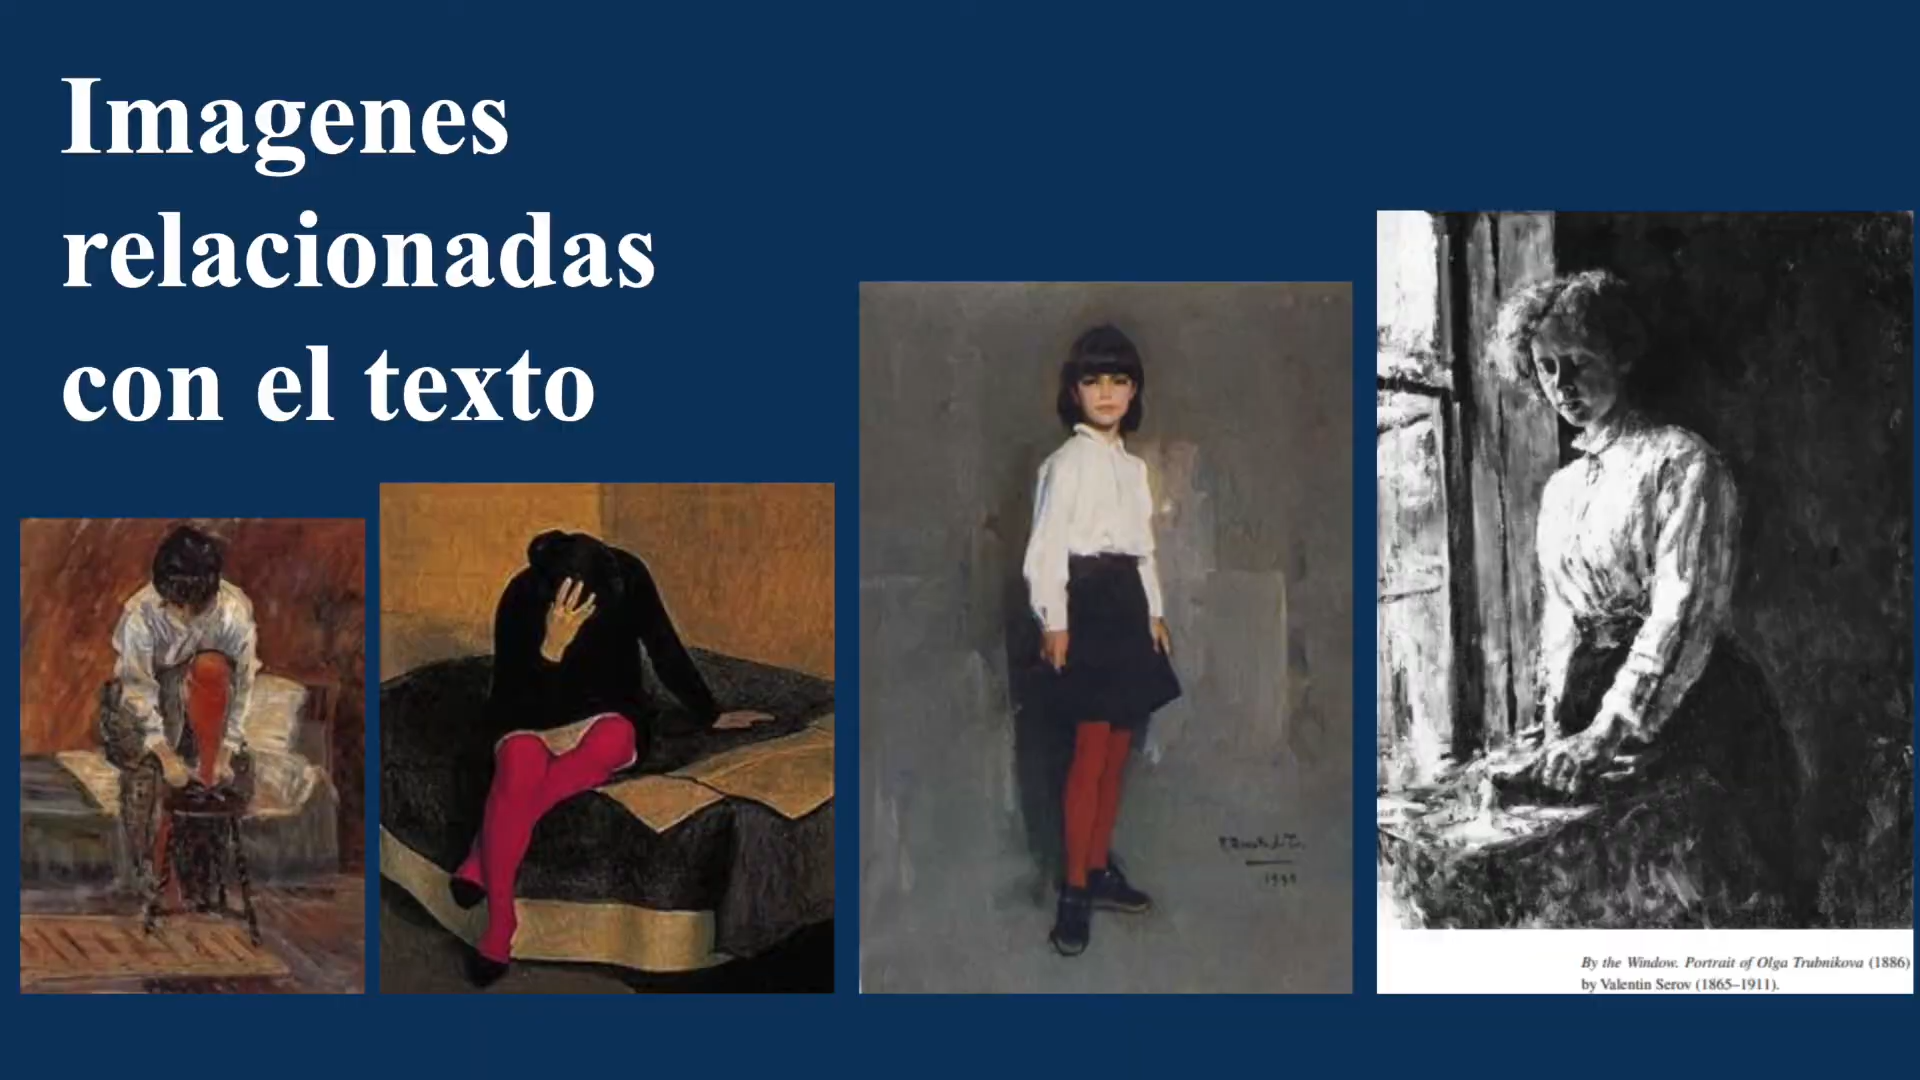 Imagenes
relacionadas
con el texto
By the Window. Portrait of Olga Trubnikova (1886)
by Valentin Serov (1865–1911).